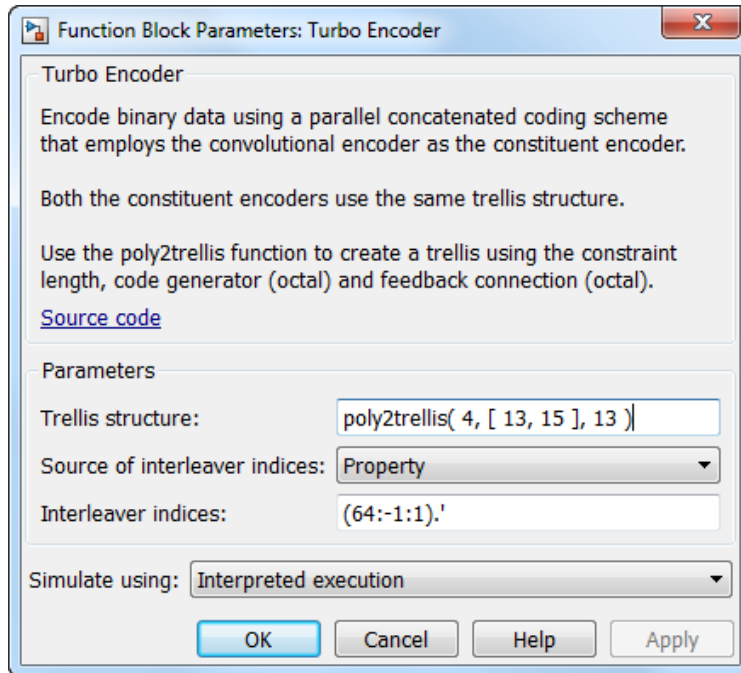 Function Block Parameters: Turbo Encoder
Turbo Encoder
Encode binary data using a parallel concatenated coding scheme
that employs the convolutional encoder as the constituent encoder.
Both the constituent encoders use the same trellis structure.
Use the poly2trellis function to create a trellis using the constraint
length, code generator (octal) and feedback connection (octal).
Source code
Parameters
Trellis structure: poly2trellis( 4, [ 13, 15 ], 13 )
Source of interleaver indices: Property
Interleaver indices: (64:-1:1).'
Simulate using: Interpreted execution
OK Cancel Help Apply